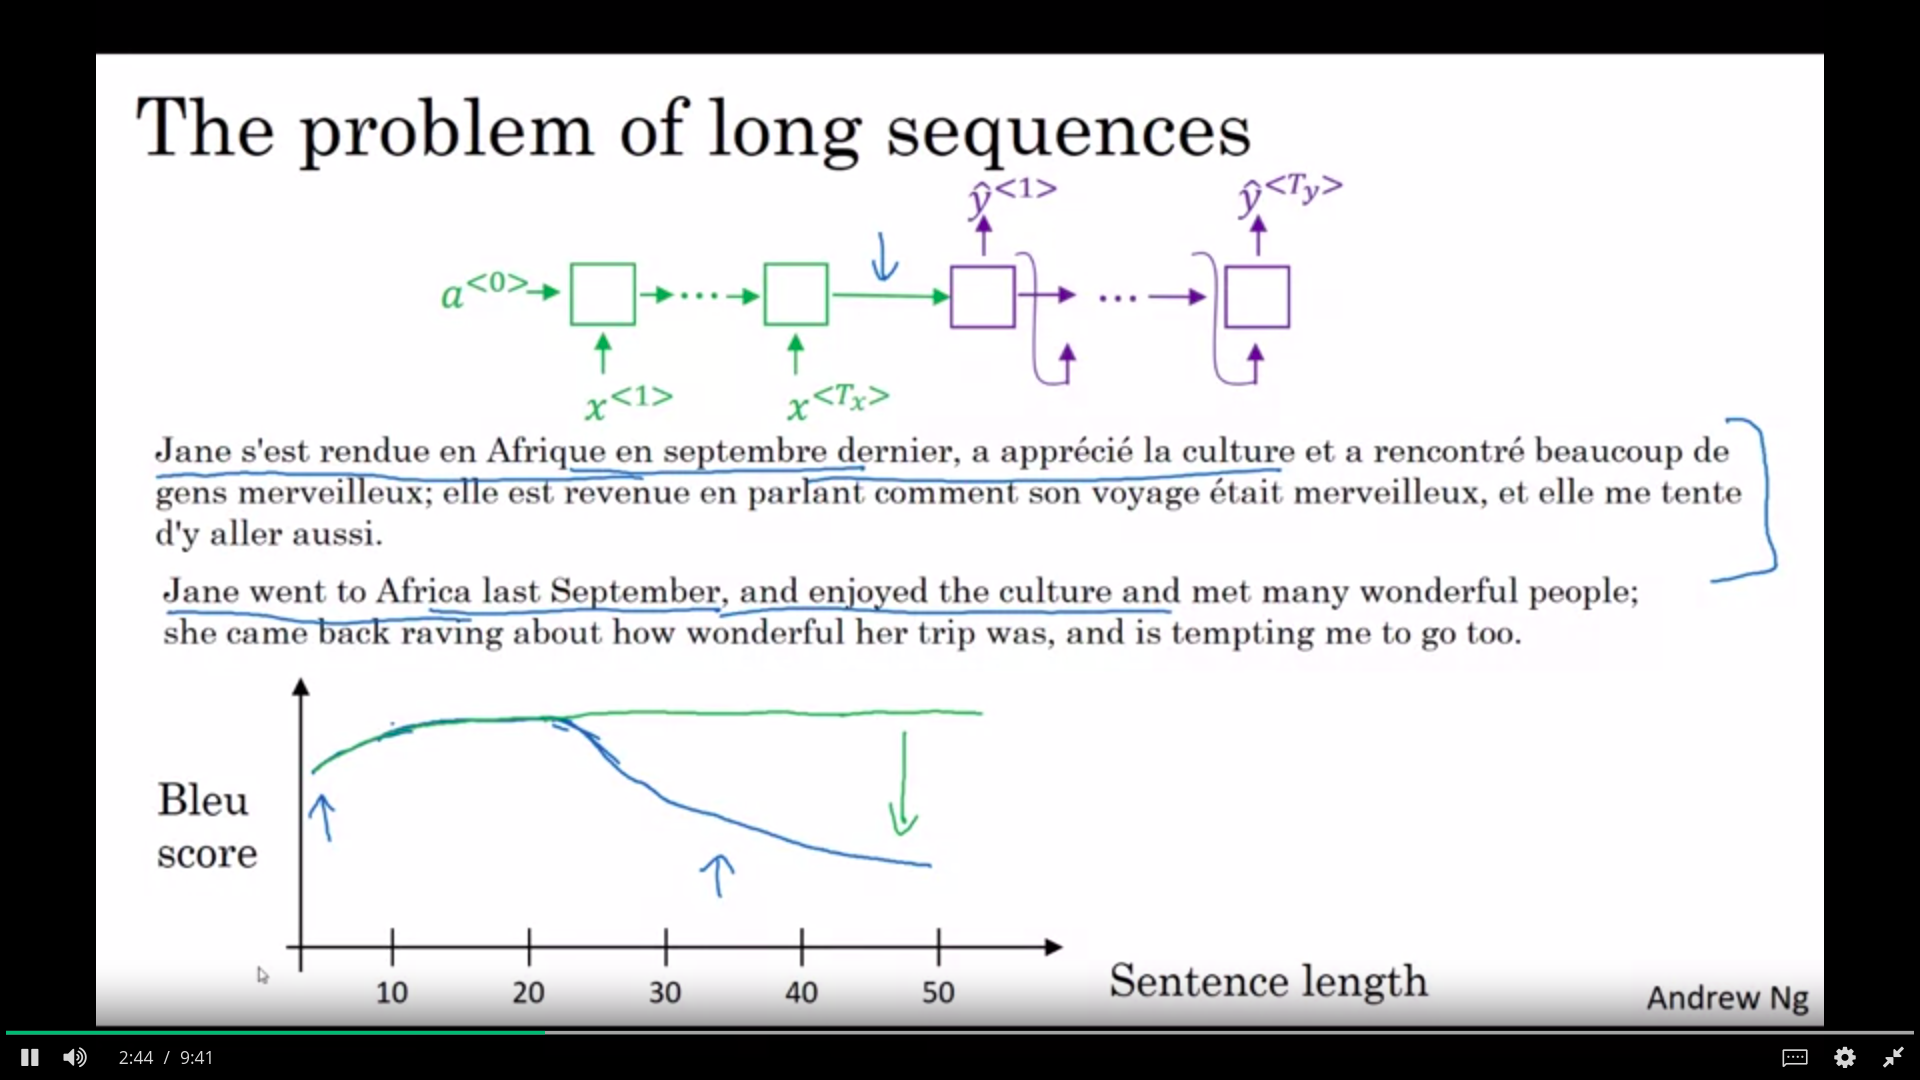 The problem of long sequences
ŷ<1> ŷ<Ty>
a<0>
x<1> x<Tx>
Jane s'est rendue en Afrique en septembre dernier, a apprécié la culture et a rencontré beaucoup de
gens merveilleux; elle est revenue en parlant comment son voyage était merveilleux, et elle me tente
d'y aller aussi.
Jane went to Africa last September, and enjoyed the culture and met many wonderful people;
she came back raving about how wonderful her trip was, and is tempting me to go too.
Bleu
score
10 20 30 40 50
Sentence length
Andrew Ng
2:44 / 9:41